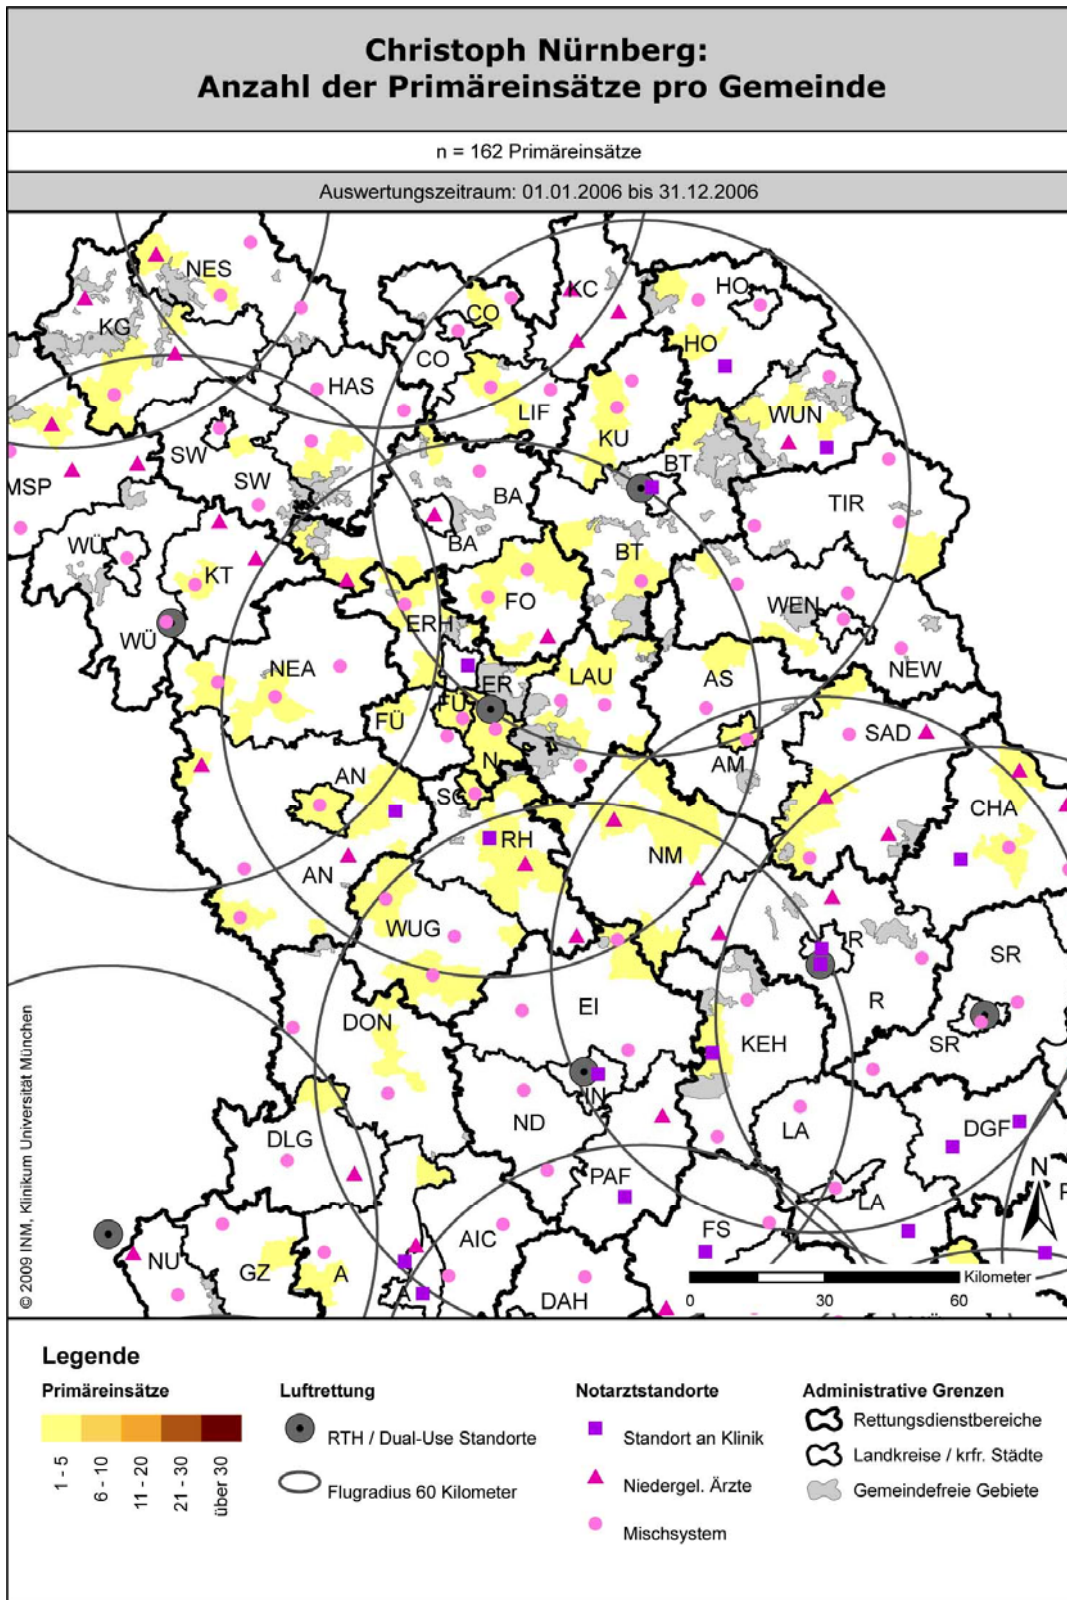 Christoph Nürnberg:
Anzahl der Primäreinsätze pro Gemeinde
n = 162 Primäreinsätze
Auswertungszeitraum: 01.01.2006 bis 31.12.2006
NES
KG
HO
KC
CO
CO
HO
HAS
LIF
KU
WUN
SW
SW
BA
BT
MSP
TIR
WÜ
BA
BT
KT
FO
WEN
ERH
WÜ
NEA
ER
LAU
AS
NEW
FÜ
FÜ
N
SAD
AN
AM
SC
RH
CHA
NM
AN
WUG
R
SR
EI
R
DON
KEH
SR
IN
ND
LA
DGF
DLG
PAF
LA
FS
AIC
NU
GZ
A
A
DAH
N
Kilometer
0 30 60
© 2009 INM, Klinikum Universität München
Legende
Primäreinsätze
1 - 5
6 - 10
11 - 20
21 - 30
über 30
Luftrettung
RTH / Dual-Use Standorte
Flugradius 60 Kilometer
Notarztstandorte
Standort an Klinik
Niedergel. Ärzte
Mischsystem
Administrative Grenzen
Rettungsdienstbereiche
Landkreise / krfr. Städte
Gemeindefreie Gebiete